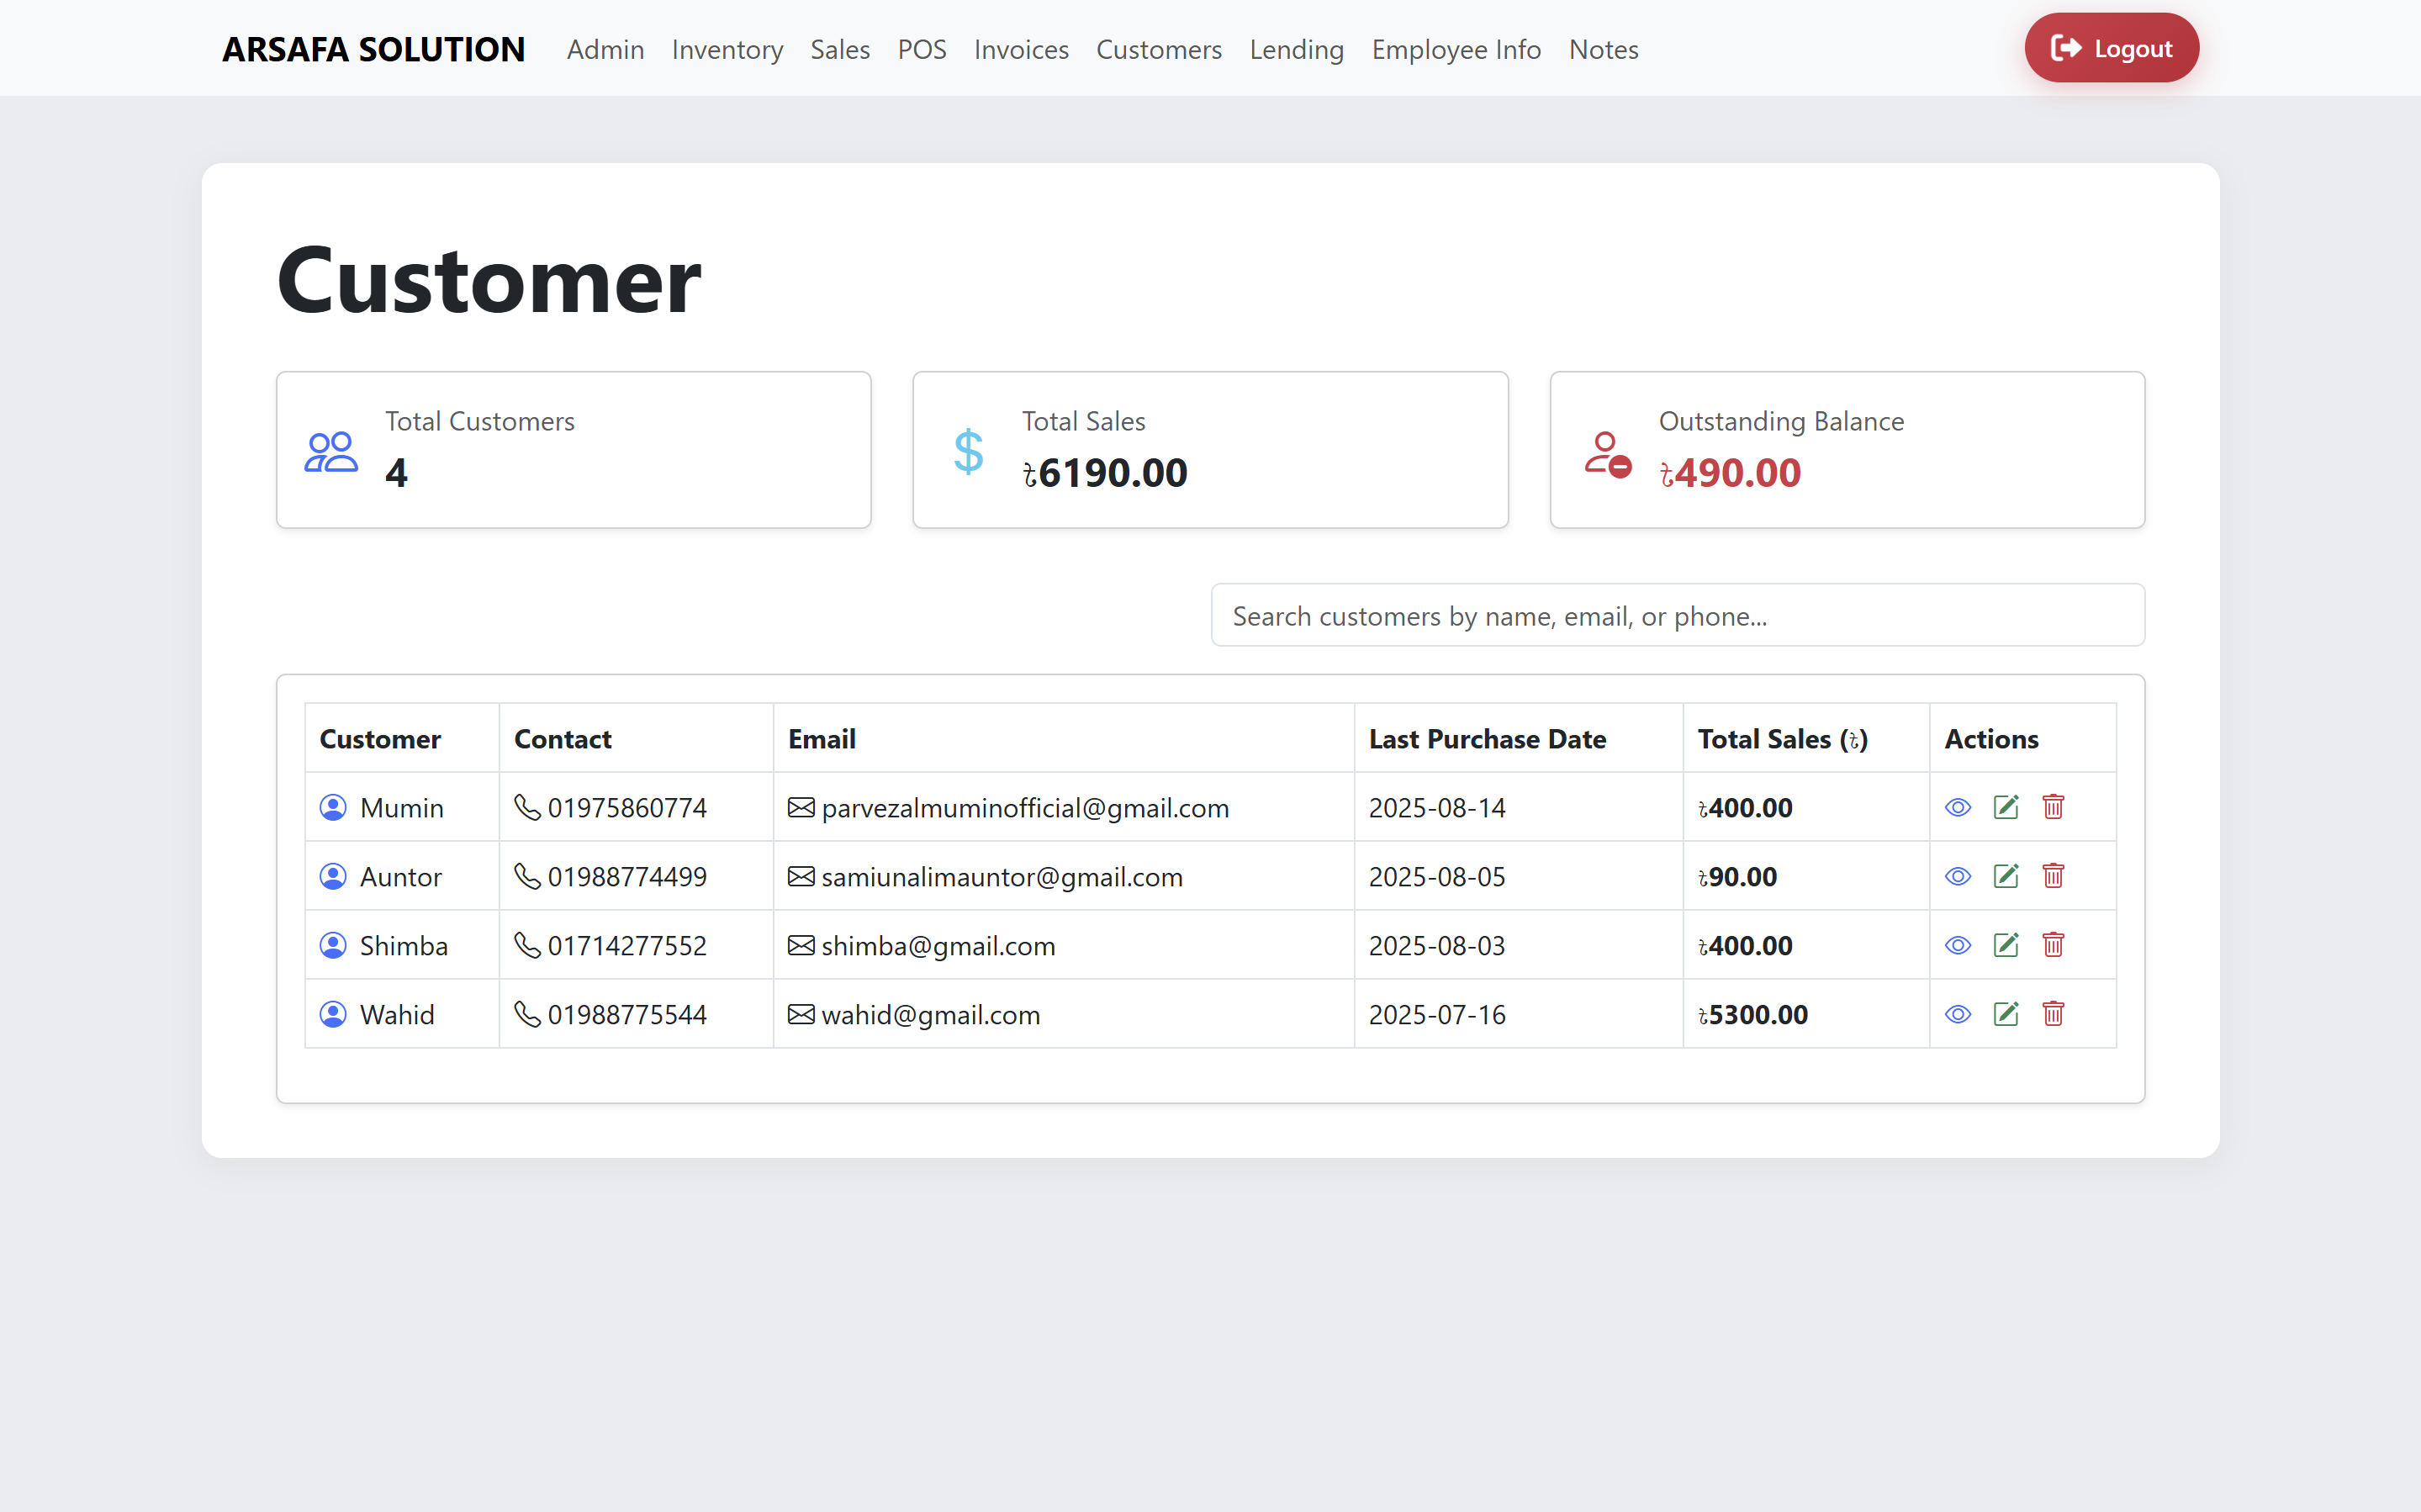 ARSAFA SOLUTION Admin Inventory Sales POS Invoices Customers Lending Employee Info Notes Logout
Customer
Total Customers
4
Total Sales
৳6190.00
Outstanding Balance
৳490.00
Search customers by name, email, or phone...
Customer Contact Email Last Purchase Date Total Sales (৳) Actions
Mumin 01975860774 parvezalmuminofficial@gmail.com 2025-08-14 ৳400.00
Auntor 01988774499 samiunalimauntor@gmail.com 2025-08-05 ৳90.00
Shimba 01714277552 shimba@gmail.com 2025-08-03 ৳400.00
Wahid 01988775544 wahid@gmail.com 2025-07-16 ৳5300.00